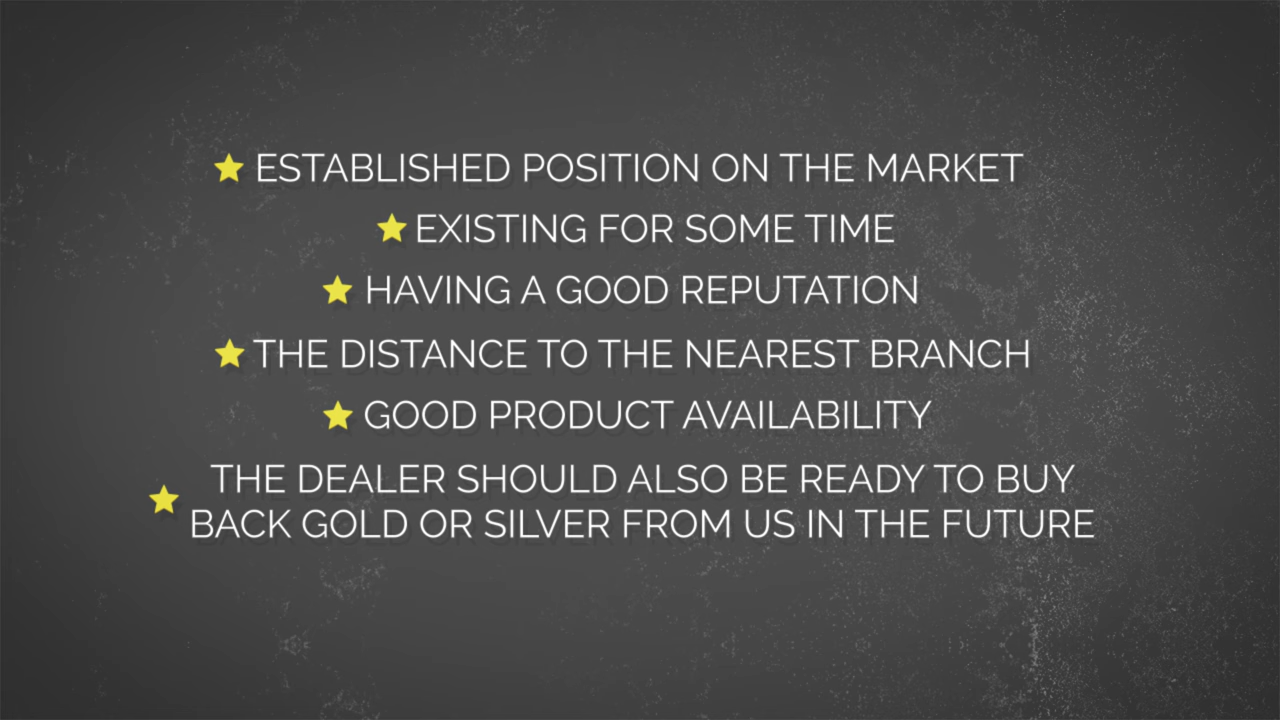 ESTABLISHED POSITION ON THE MARKET
EXISTING FOR SOME TIME
HAVING A GOOD REPUTATION
THE DISTANCE TO THE NEAREST BRANCH
GOOD PRODUCT AVAILABILITY
THE DEALER SHOULD ALSO BE READY TO BUY
BACK GOLD OR SILVER FROM US IN THE FUTURE